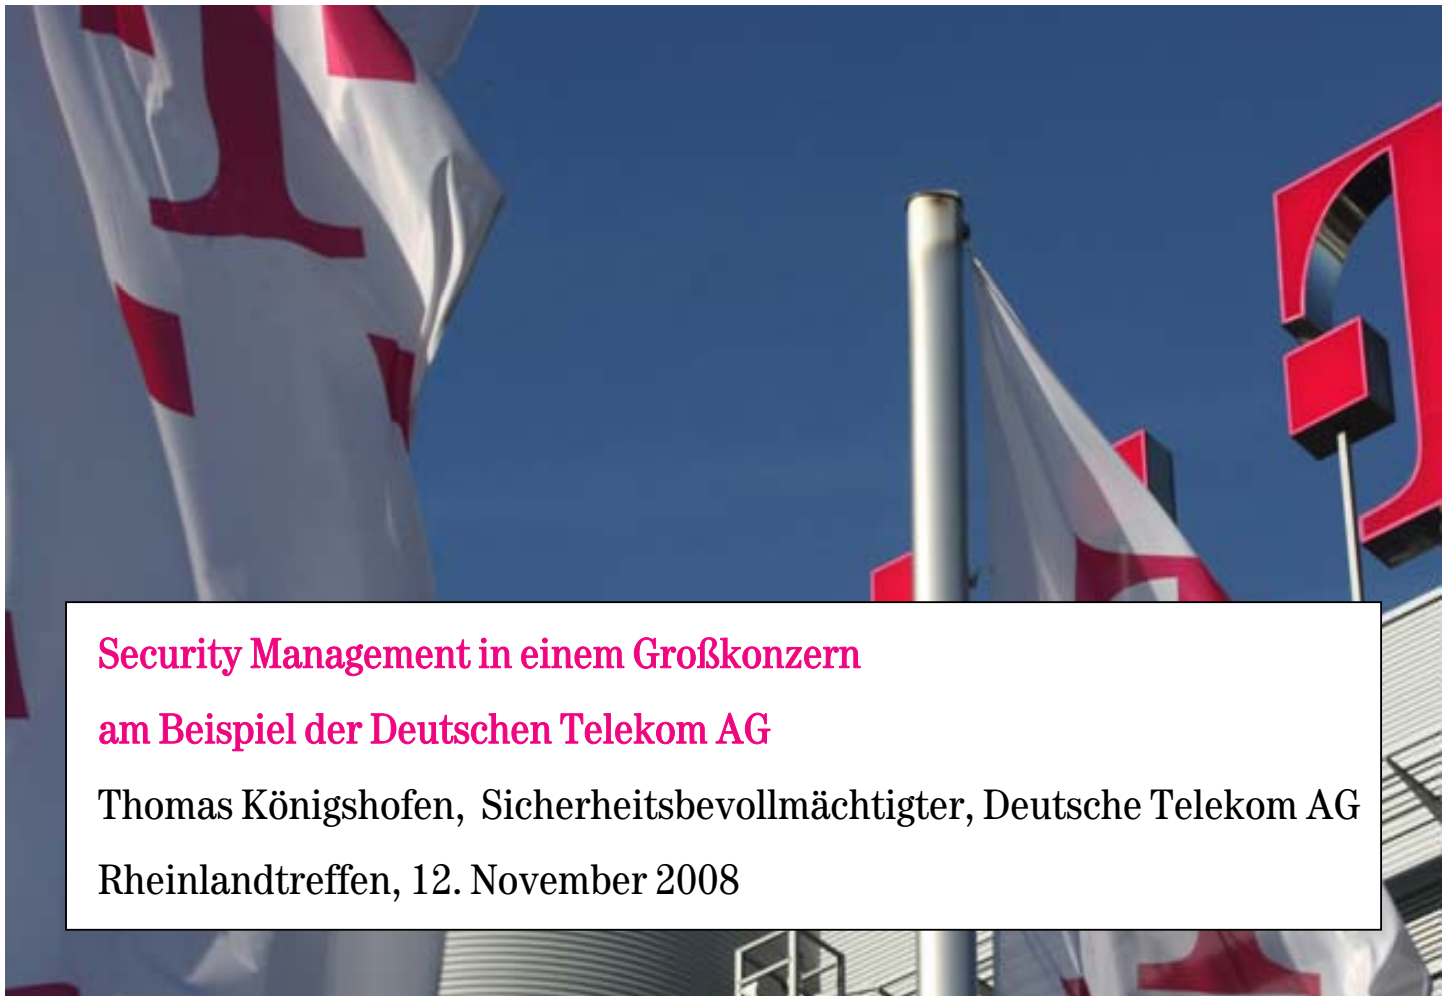 Security Management in einem Großkonzern
am Beispiel der Deutschen Telekom AG
Thomas Königshofen, Sicherheitsbevollmächtigter, Deutsche Telekom AG
Rheinlandtreffen, 12. November 2008